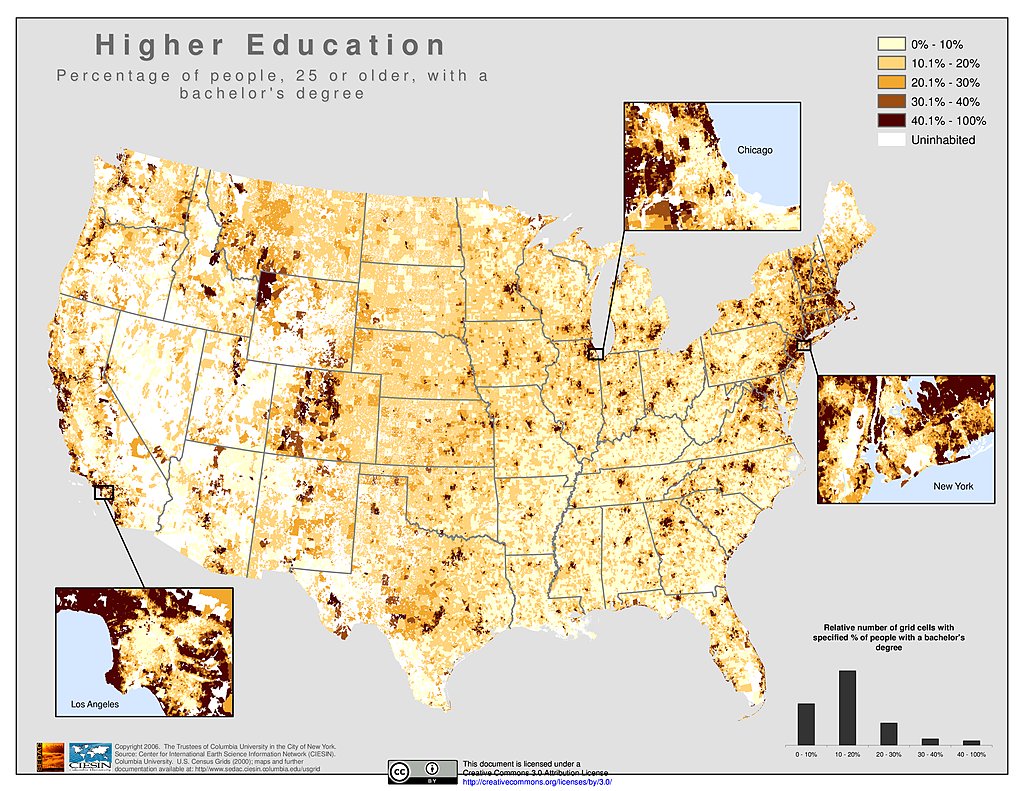 Higher Education
Percentage of people, 25 or older, with a
bachelor's degree
0% - 10%
10.1% - 20%
20.1% - 30%
30.1% - 40%
40.1% - 100%
Uninhabited
Chicago
New York
Los Angeles
Relative number of grid cells with
specified % of people with a bachelor's
degree
0 - 10%
10 - 20%
20 - 30%
30 - 40%
40 - 100%
CIESIN
Copyright 2006. The Trustees of Columbia University in the City of New York.
Source: Center for International Earth Science Information Network (CIESIN).
Columbia University. U.S. Census Grids (2000); maps and further
documentation available at: http//www.sedac.ciesin.columbia.edu/usgrid
cc
BY
This document is licensed under a
Creative Commons 3.0 Attribution License
http://creativecommons.org/licenses/by/3.0/